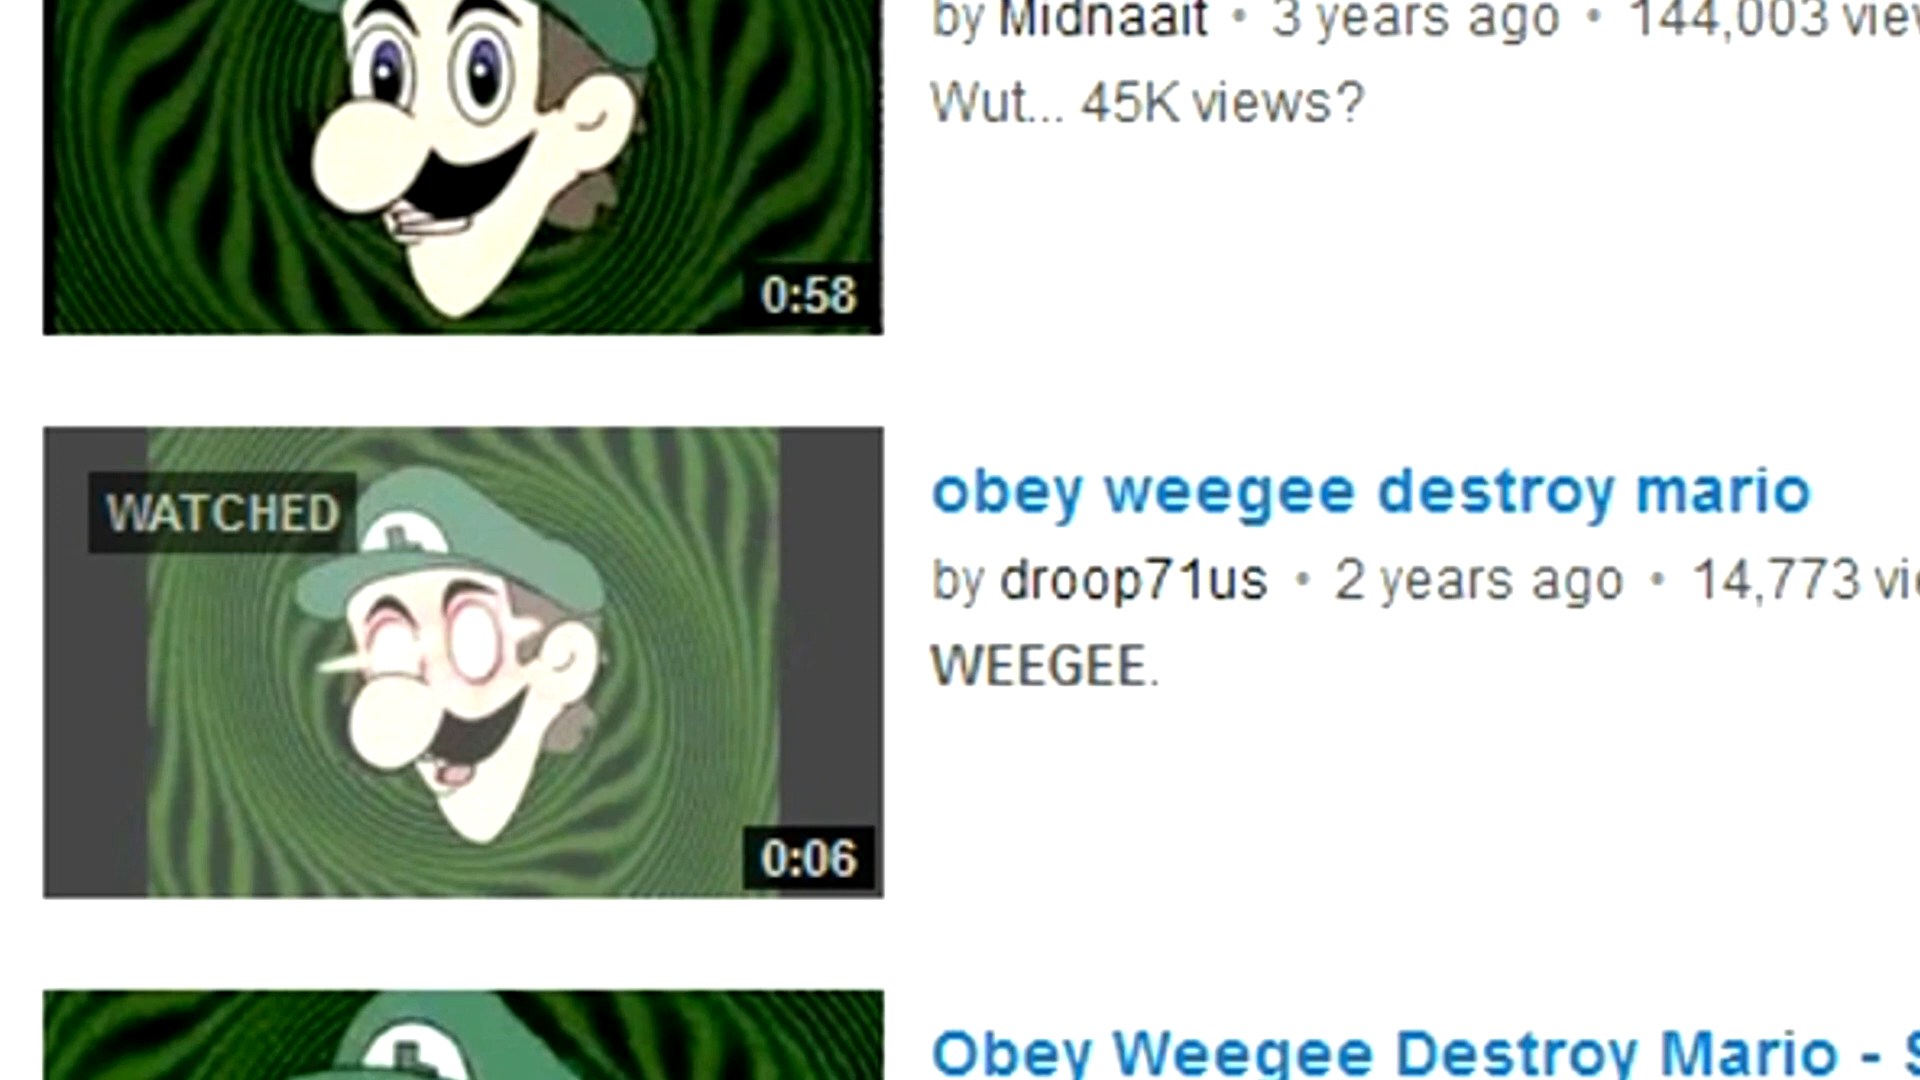 by Midnaait • 3 years ago • 144,003
Wut... 45K views?
0:58
WATCHED
obey weegee destroy mario
by droop71us • 2 years ago • 14,773
WEEGEE.
0:06
Obey Weegee Destroy Mario -